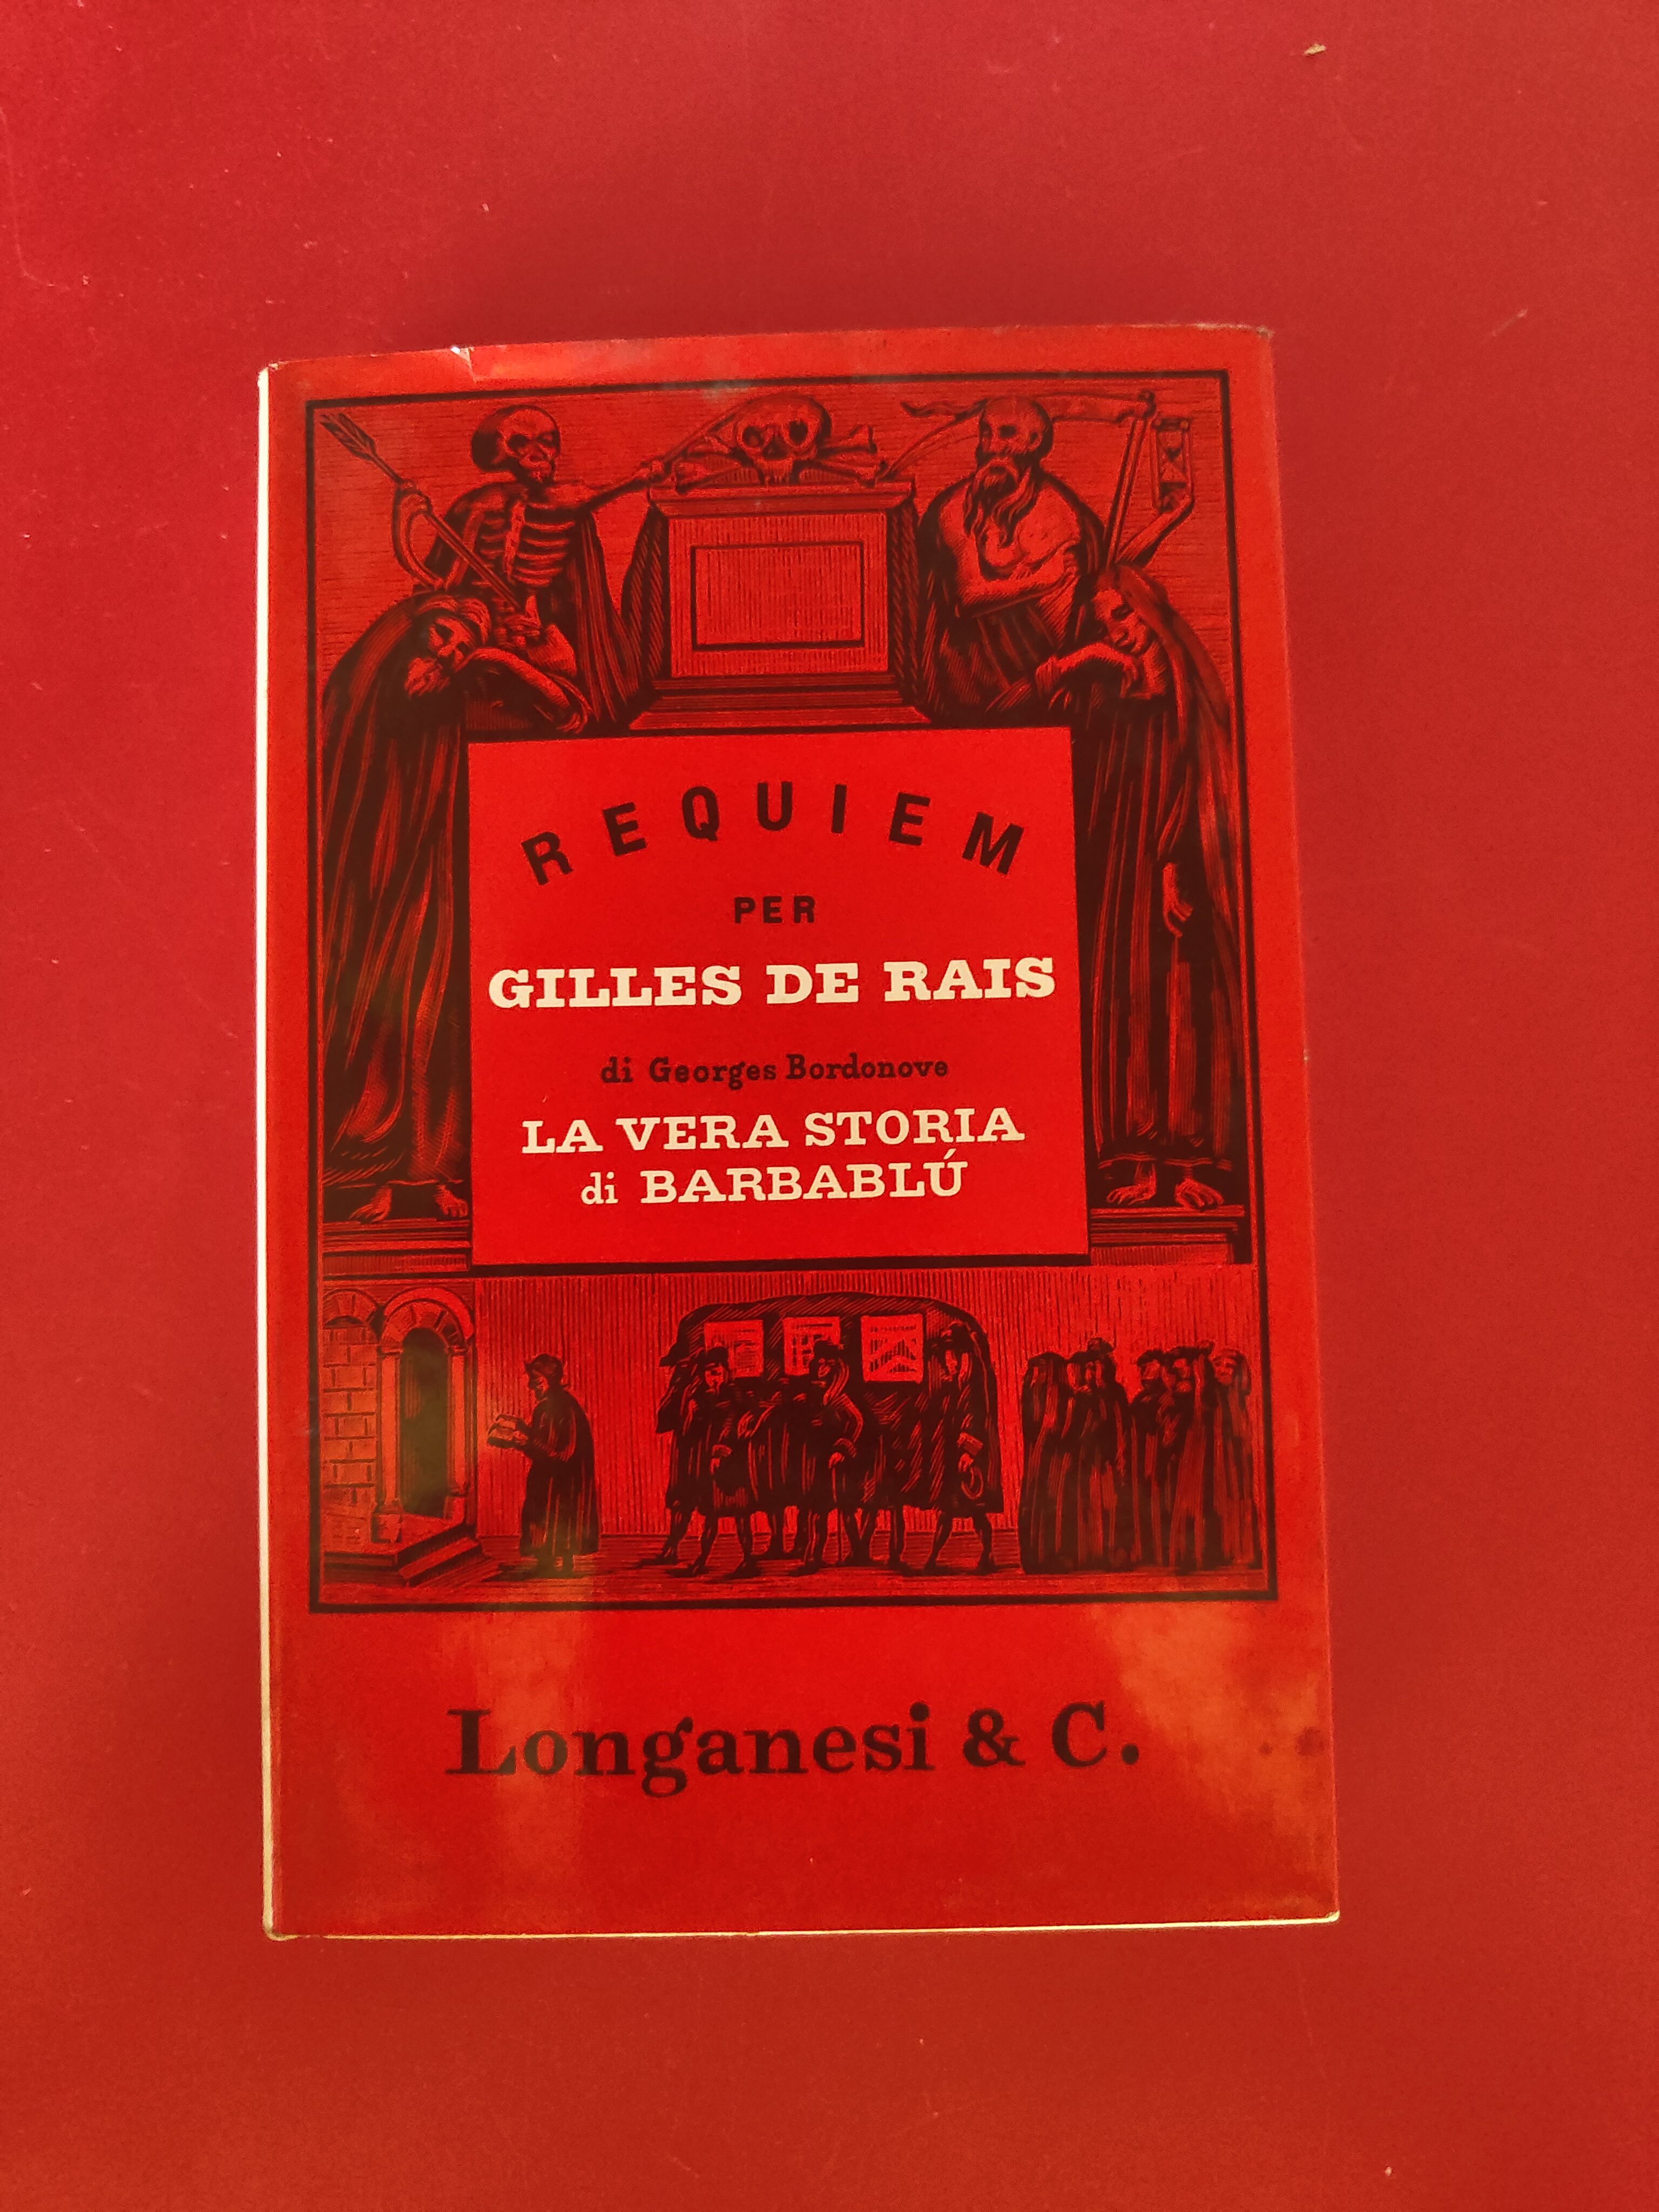 REQUIEM
PER
GILLES DE RAIS
di Georges Bordonove
LA VERA STORIA
di BARBABLÚ
Longanesi & C.